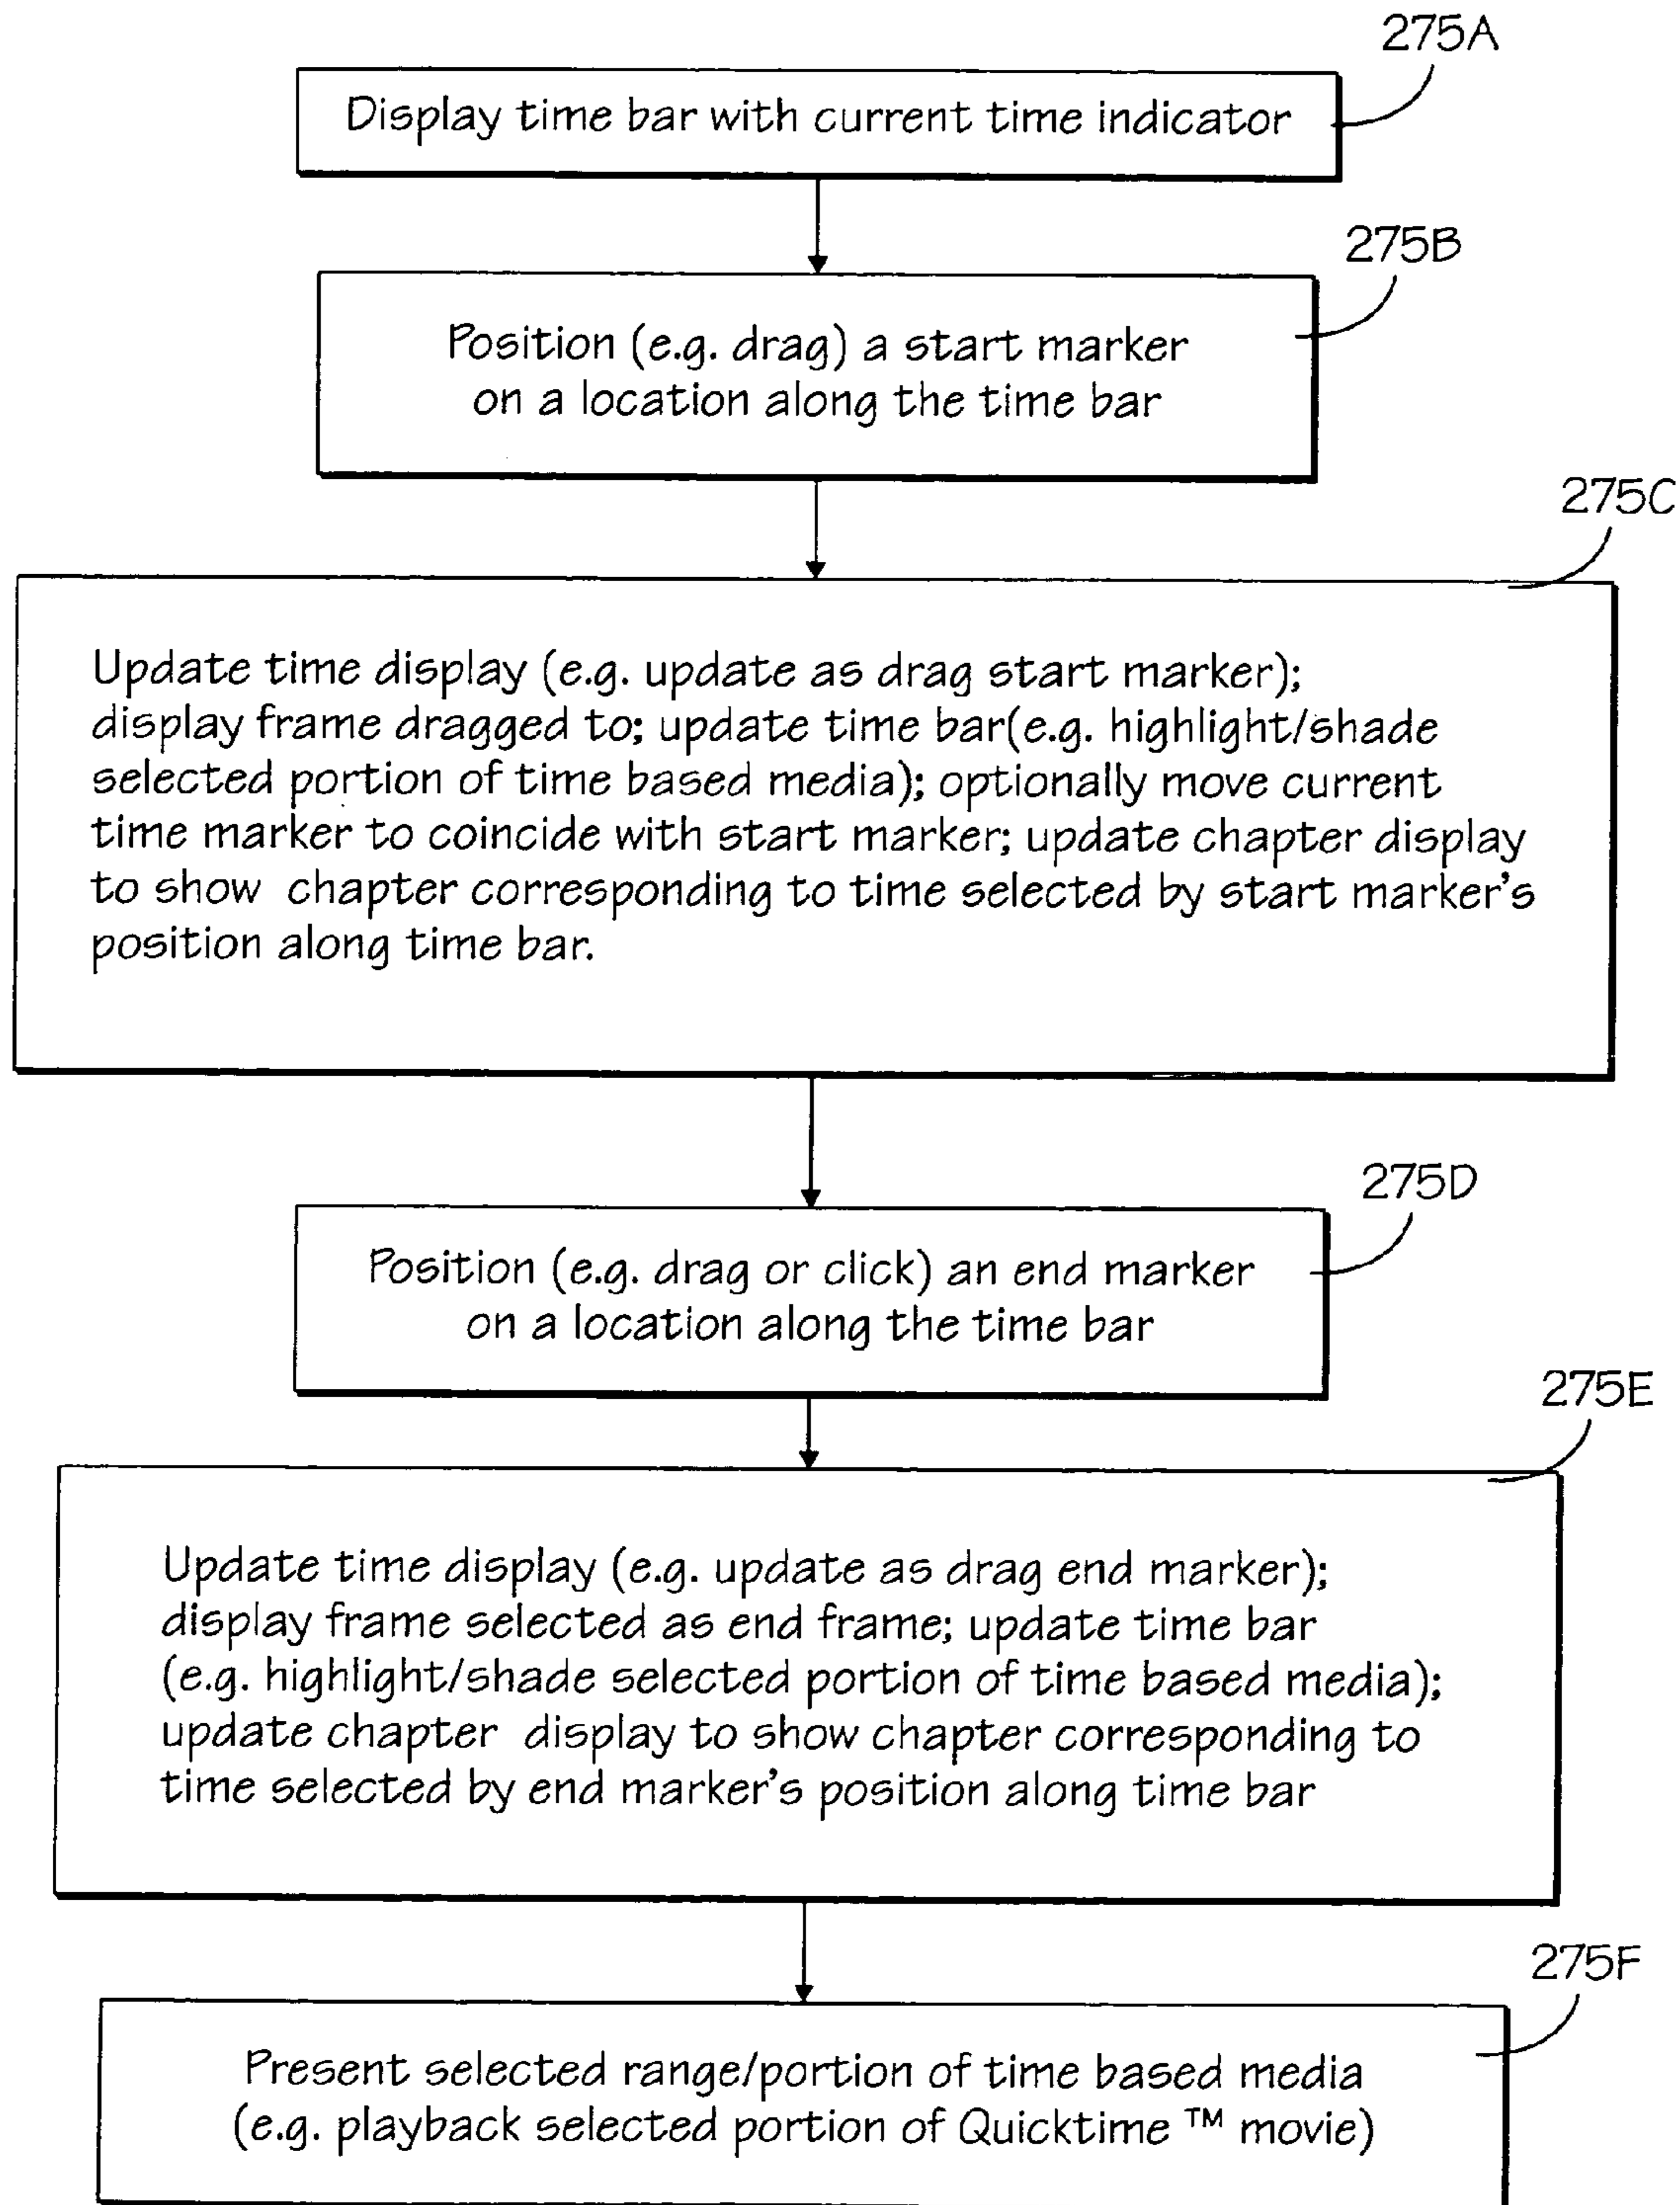 275A
Display time bar with current time indicator
275B
Position (e.g. drag) a start marker
on a location along the time bar
275C
Update time display (e.g. update as drag start marker);
display frame dragged to; update time bar(e.g. highlight/shade
selected portion of time based media); optionally move current
time marker to coincide with start marker; update chapter display
to show chapter corresponding to time selected by start marker's
position along time bar.
275D
Position (e.g. drag or click) an end marker
on a location along the time bar
275E
Update time display (e.g. update as drag end marker);
display frame selected as end frame; update time bar
(e.g. highlight/shade selected portion of time based media);
update chapter display to show chapter corresponding to
time selected by end marker's position along time bar
275F
Present selected range/portion of time based media
(e.g. playback selected portion of Quicktime ™ movie)